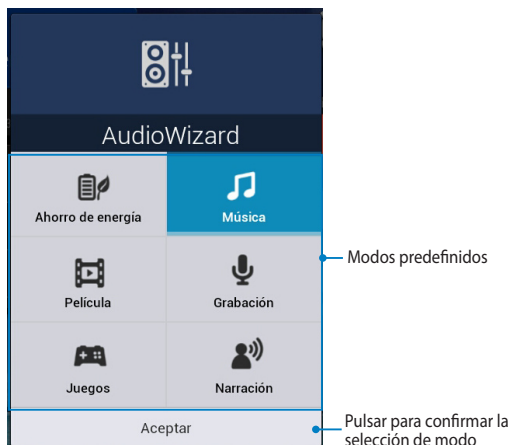 AudioWizard
Ahorro de energía
Música
Película
Grabación
Juegos
Narración
Aceptar
Modos predefinidos
Pulsar para confirmar la
selección de modo